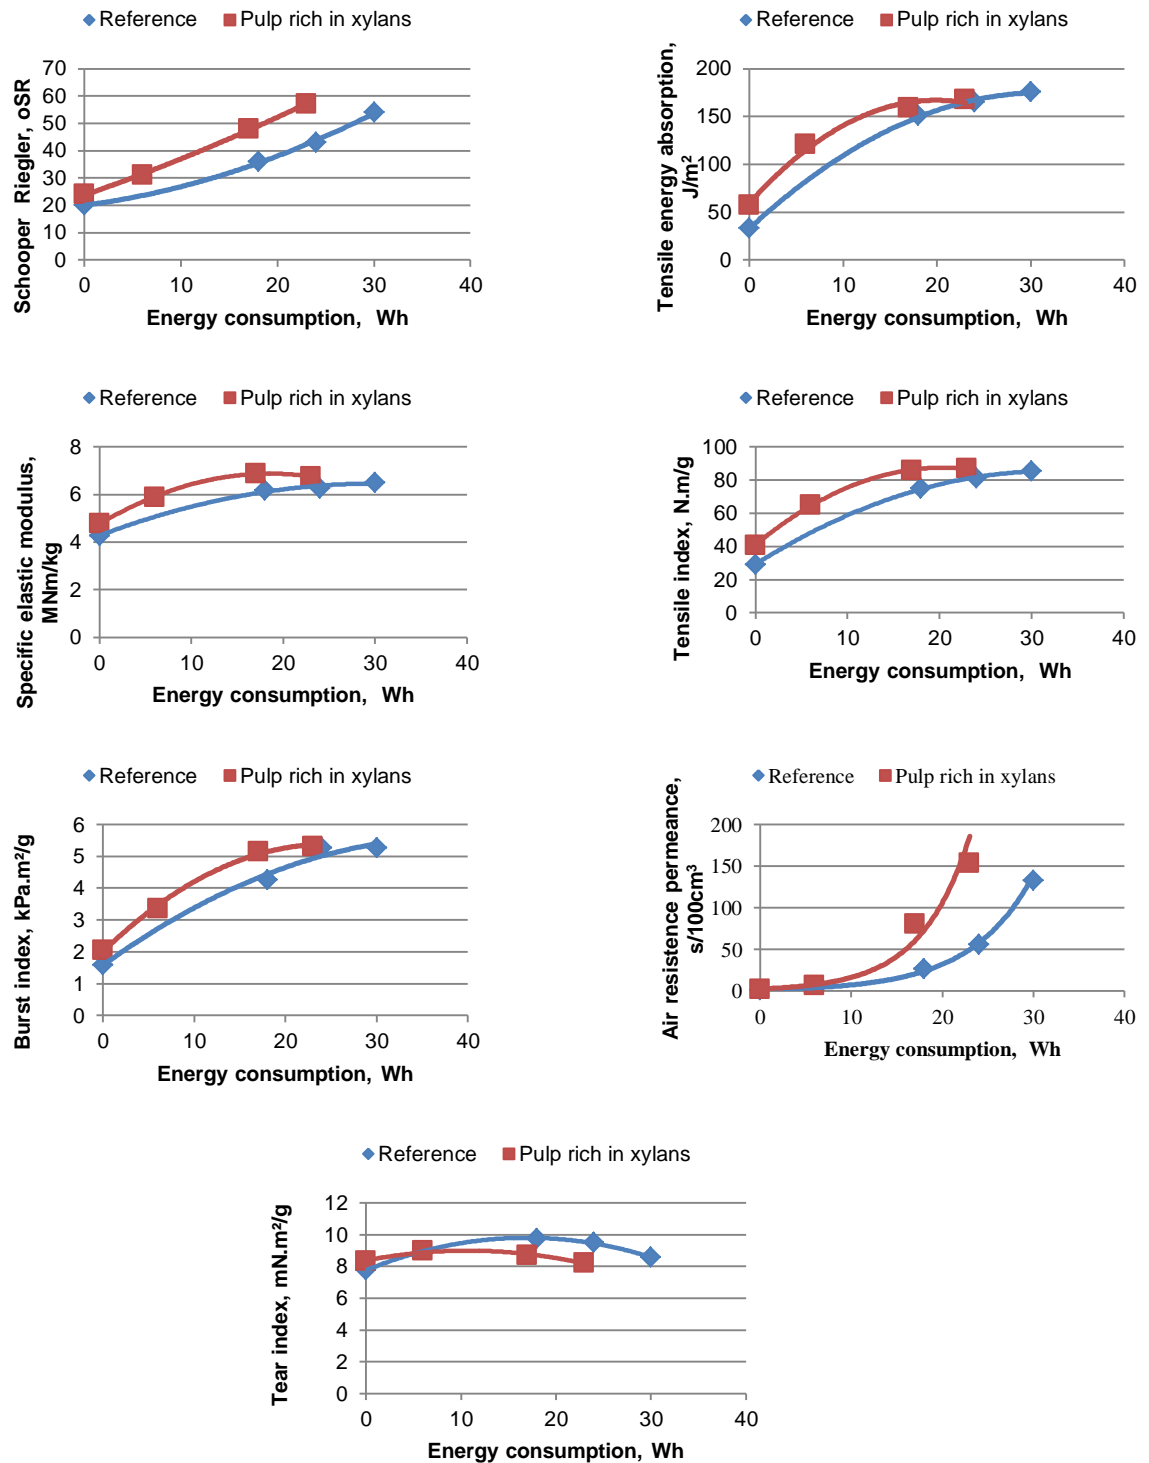 Reference Pulp rich in xylans
Schooper Riegler, oSR
70
60
50
40
30
20
10
0
0 10 20 30 40
Energy consumption, Wh
Reference Pulp rich in xylans
Tensile energy absorption,
J/m²
200
150
100
50
0
0 10 20 30 40
Energy consumption, Wh
Reference Pulp rich in xylans
Specific elastic modulus,
MNm/kg
8
6
4
2
0
0 10 20 30 40
Energy consumption, Wh
Reference Pulp rich in xylans
Tensile index, N.m/g
100
80
60
40
20
0
0 10 20 30 40
Energy consumption, Wh
Reference Pulp rich in xylans
Burst index, kPa.m²/g
6
5
4
3
2
1
0
0 10 20 30 40
Energy consumption, Wh
Reference Pulp rich in xylans
Air resistence permeance,
s/100cm³
200
150
100
50
0
0 10 20 30 40
Energy consumption, Wh
Reference Pulp rich in xylans
Tear index, mN.m²/g
12
10
8
6
4
2
0
0 10 20 30 40
Energy consumption, Wh